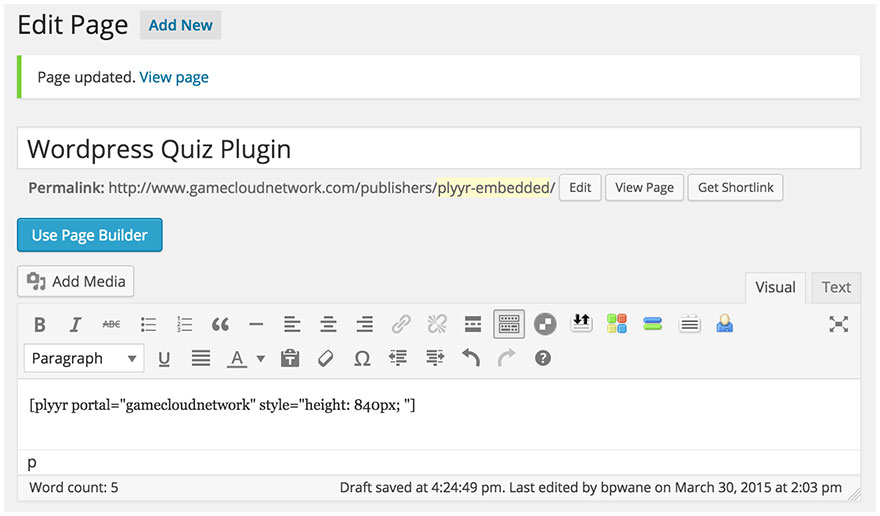 Edit Page Add New
Page updated. View page
Wordpress Quiz Plugin
Permalink: http://www.gamecloudnetwork.com/publishers/plyyr-embedded/ Edit View Page Get Shortlink
Use Page Builder
Add Media
Visual Text
B I ABC
Paragraph U A Ω ?
[plyyr portal="gamecloudnetwork" style="height: 840px; "]
p
Word count: 5 Draft saved at 4:24:49 pm. Last edited by bpwane on March 30, 2015 at 2:03 pm